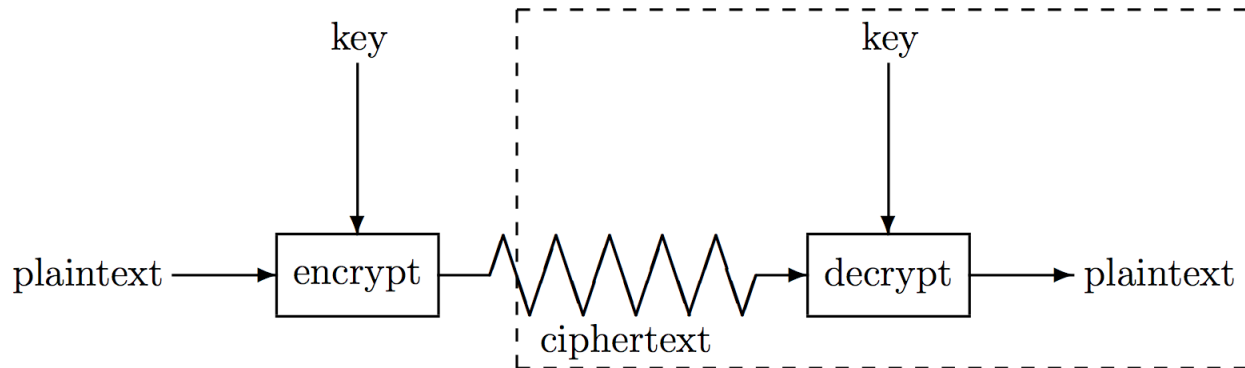 key
key
plaintext
encrypt
decrypt
plaintext
ciphertext